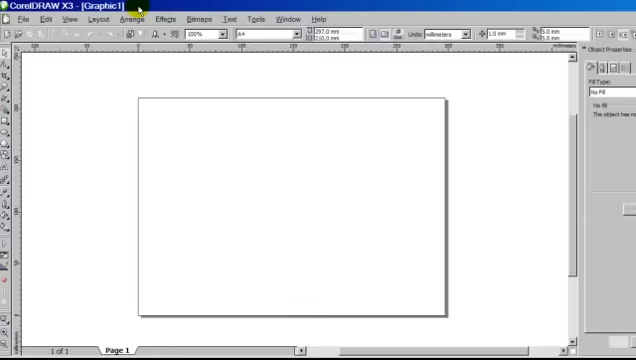 CorelDRAW X3 - [Graphic1]
File Edit View Layout Arrange Effects Bitmaps Text Tools Window Help
100% A4 297.0 mm 210.0 mm Units: millimeters 1.0 mm 5.0 mm 5.0 mm
millimeters
Object Properties
Fill Type:
No Fill
No fill
The object has no
millimeters
1 of 1 Page 1